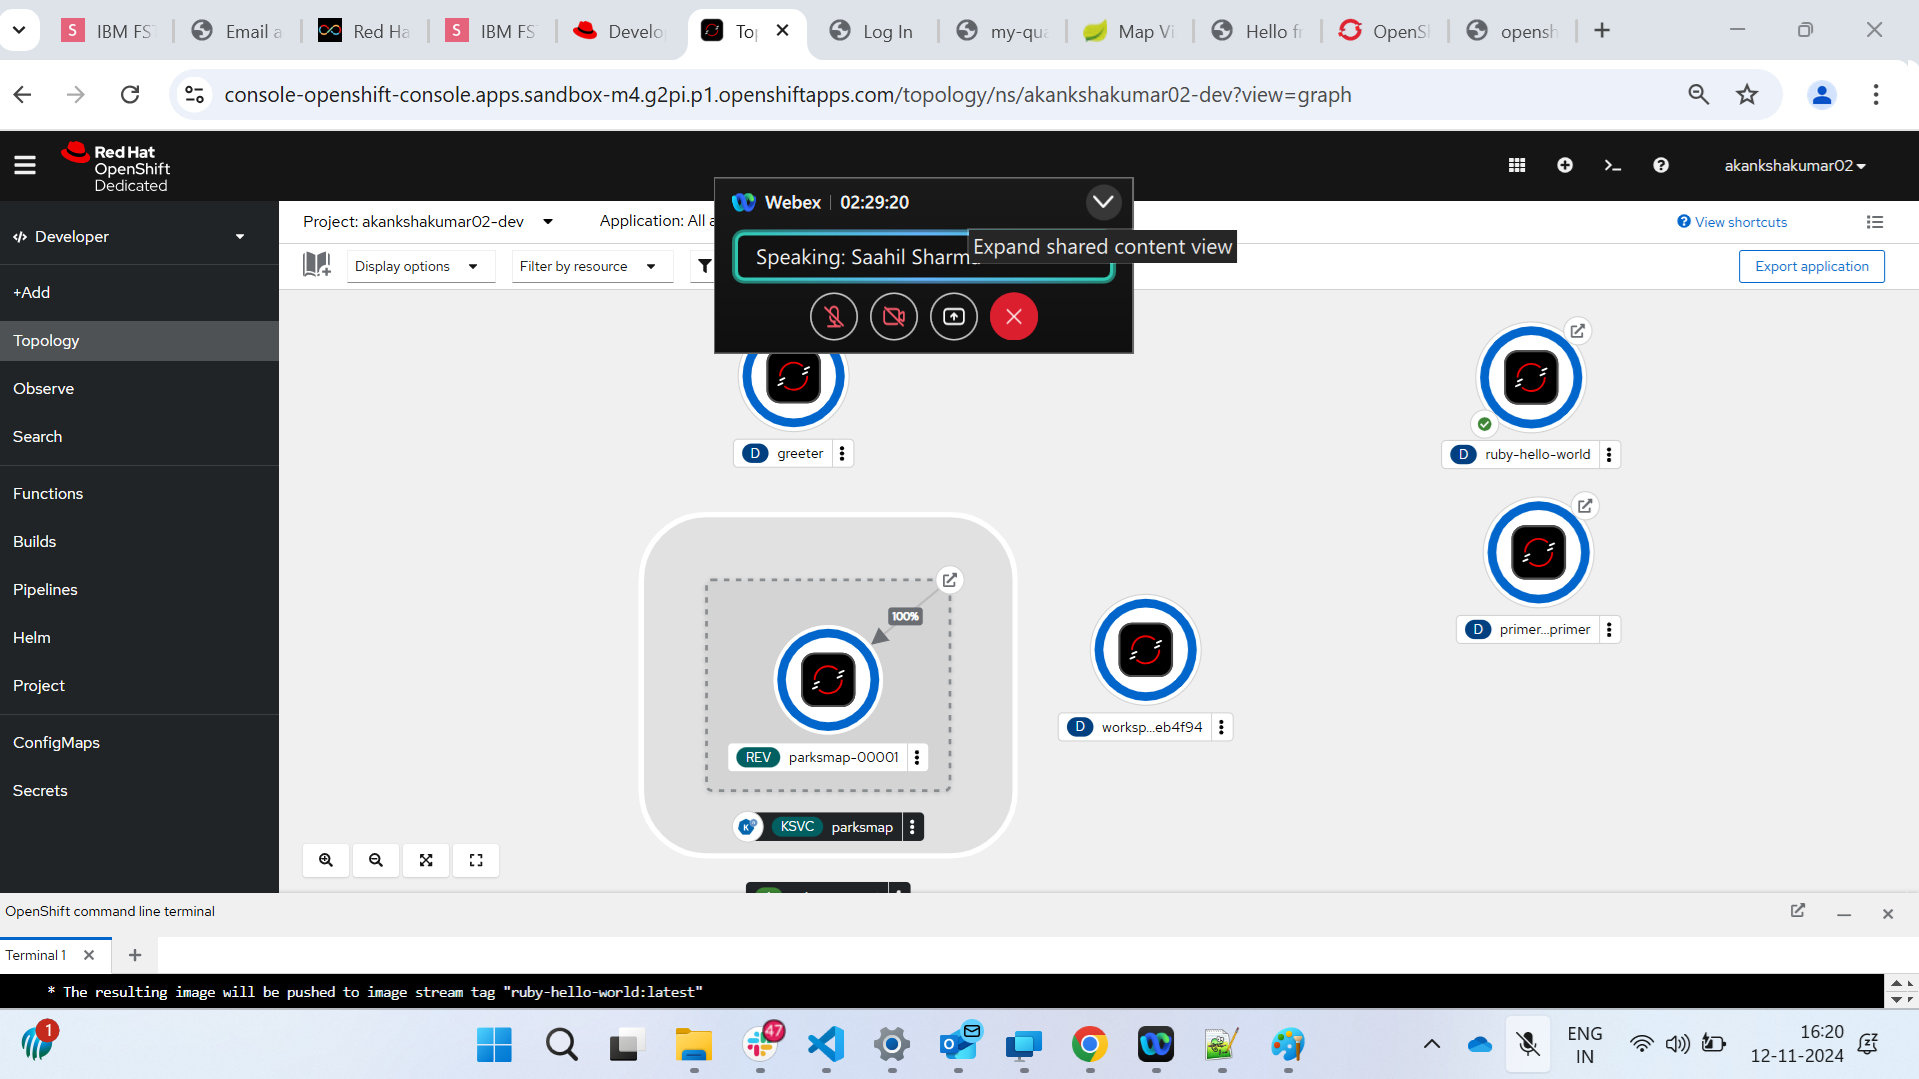 IBM FS
Email a
Red Ha
IBM FS
Develo
To
Log In
my-qua
Map Vi
Hello f
OpenS
opensh
console-openshift-console.apps.sandbox-m4.g2pi.p1.openshiftapps.com/topology/ns/akankshakumar02-dev?view=graph
Red Hat
OpenShift
Dedicated
akankshakumar02
Webex
02:29:20
Speaking: Saahil Sharma
Expand shared content view
Developer
+Add
Topology
Observe
Search
Functions
Builds
Pipelines
Helm
Project
ConfigMaps
Secrets
Project: akankshakumar02-dev
Application: All a
View shortcuts
Display options
Filter by resource
Export application
D greeter
D ruby-hello-world
D primer...primer
100%
REV parksmap-00001
KSVC parksmap
D worksp...eb4f94
OpenShift command line terminal
Terminal 1
* The resulting image will be pushed to image stream tag "ruby-hello-world:latest"
1
47
ENG
IN
16:20
12-11-2024